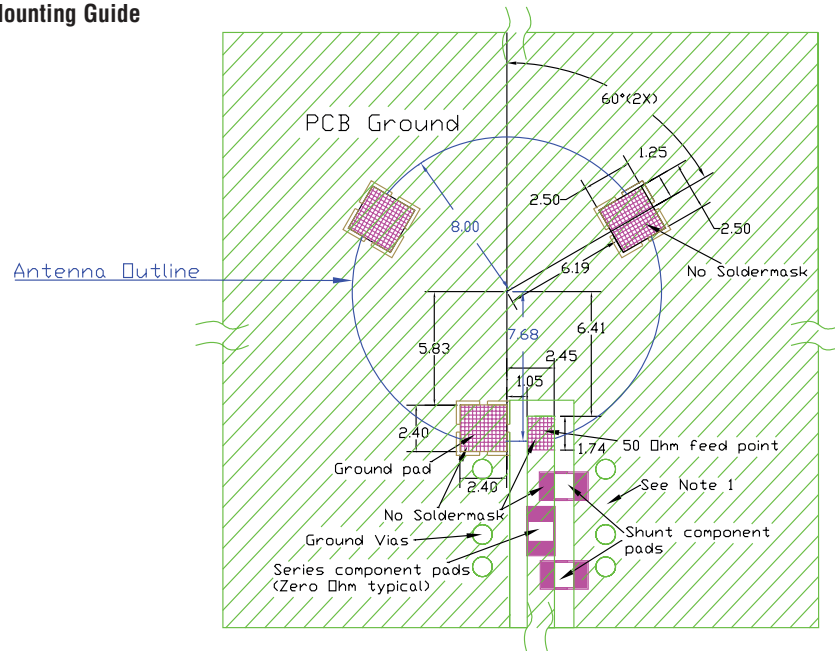 Mounting Guide
60°(2X)
PCB Ground
1.25
2.50
8.00
2.50
6.19
No Soldermask
Antenna Outline
7.68
6.41
5.83
2.45
1.05
2.40
1.74
50 Ohm feed point
Ground pad
2.40
See Note 1
No Soldermask
Shunt component
pads
Ground Vias
Series component pads
(Zero Ohm typical)